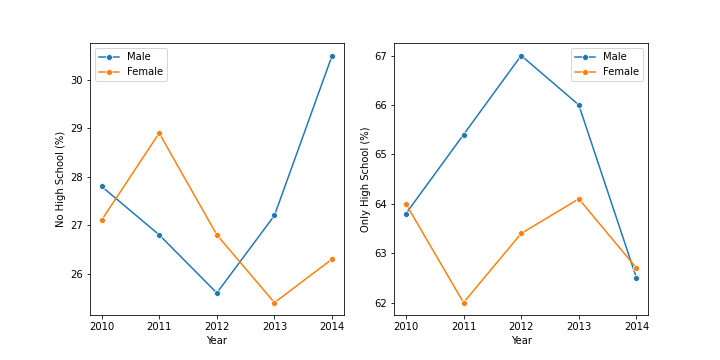 Male
Female
No High School (%)
30
29
28
27
26
2010 2011 2012 2013 2014
Year
Male
Female
Only High School (%)
67
66
65
64
63
62
2010 2011 2012 2013 2014
Year